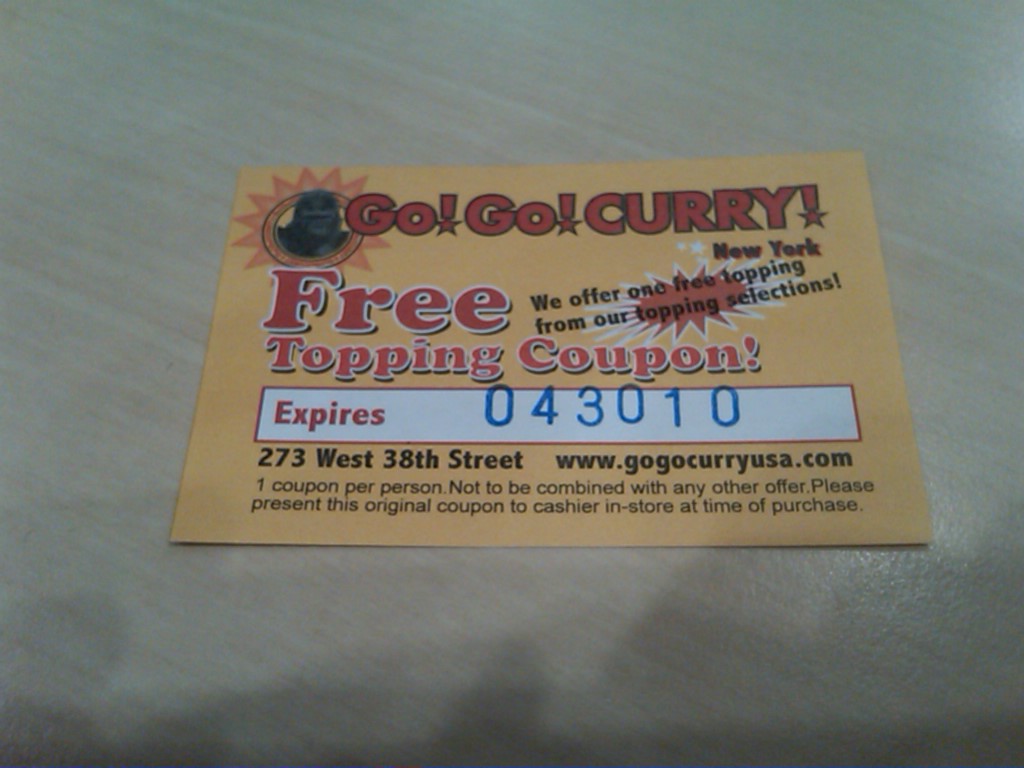 Go! Go! CURRY!
New York
Free
We offer one free topping
from our topping selections!
Topping Coupon!
Expires 043010
273 West 38th Street www.gogocurryusa.com
1 coupon per person.Not to be combined with any other offer.Please
present this original coupon to cashier in-store at time of purchase.